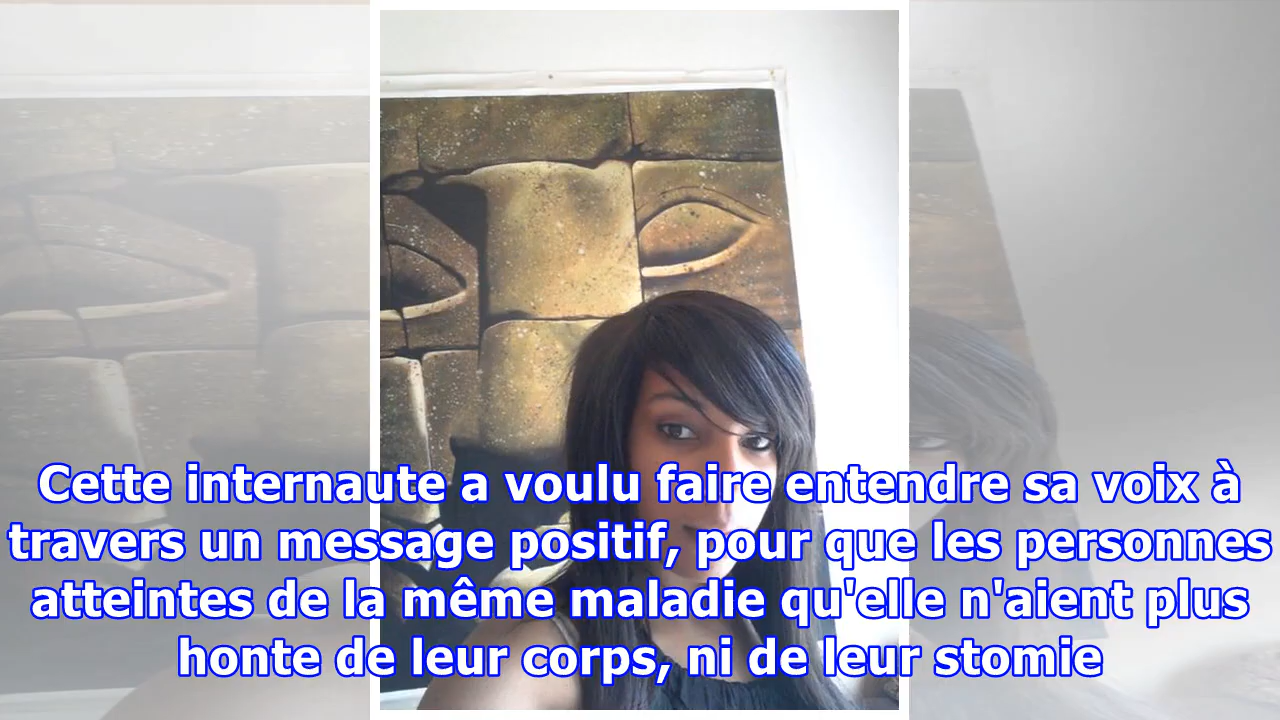 Cette internaute a voulu faire entendre sa voix à
travers un message positif, pour que les personnes
atteintes de la même maladie qu'elle n'aient plus
honte de leur corps, ni de leur stomie